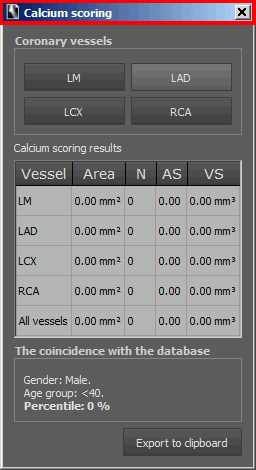 Calcium scoring
Coronary vessels
LM LAD
LCX RCA
Calcium scoring results
Vessel Area N AS VS
LM 0.00 mm² 0 0.00 0.00 mm³
LAD 0.00 mm² 0 0.00 0.00 mm³
LCX 0.00 mm² 0 0.00 0.00 mm³
RCA 0.00 mm² 0 0.00 0.00 mm³
All vessels 0.00 mm² 0 0.00 0.00 mm³
The coincidence with the database
Gender: Male.
Age group: <40.
Percentile: 0 %
Export to clipboard